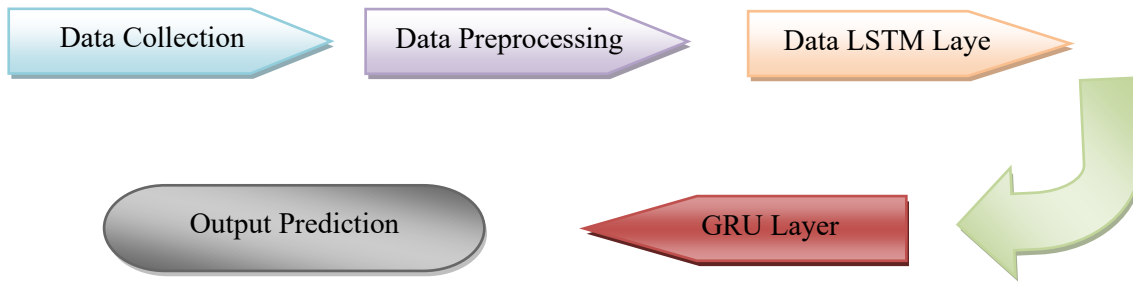 Data Collection
Data Preprocessing
Data LSTM Laye
GRU Layer
Output Prediction